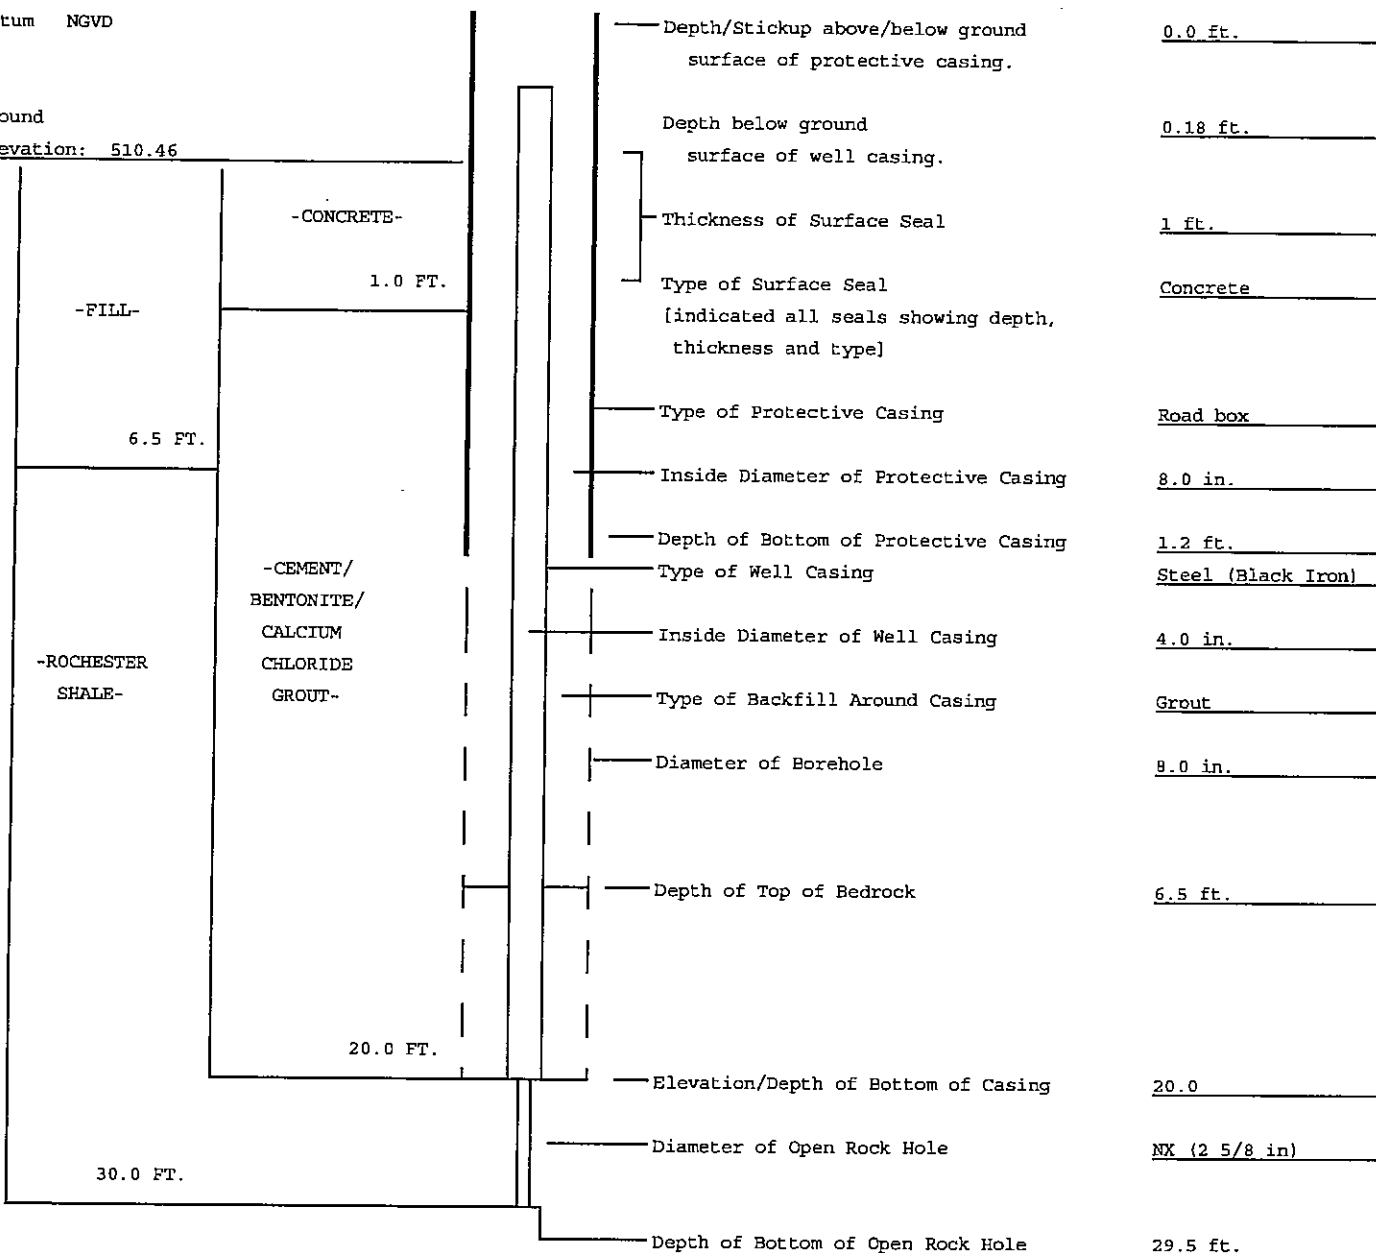 tum NGVD
Depth/Stickup above/below ground 0.0 ft.
surface of protective casing.
ound
Depth below ground 0.18 ft.
evation: 510.46
surface of well casing.
-CONCRETE-
Thickness of Surface Seal 1 ft.
1.0 FT.
Type of Surface Seal Concrete
-FILL-
[indicated all seals showing depth,
thickness and type]
Type of Protective Casing Road box
6.5 FT.
Inside Diameter of Protective Casing 8.0 in.
Depth of Bottom of Protective Casing 1.2 ft.
-CEMENT/
Type of Well Casing Steel (Black Iron)
BENTONITE/
CALCIUM
Inside Diameter of Well Casing 4.0 in.
-ROCHESTER
CHLORIDE
SHALE-
GROUT-
Type of Backfill Around Casing Grout
Diameter of Borehole 8.0 in.
Depth of Top of Bedrock 6.5 ft.
20.0 FT.
Elevation/Depth of Bottom of Casing 20.0
Diameter of Open Rock Hole NX (2 5/8 in)
30.0 FT.
Depth of Bottom of Open Rock Hole 29.5 ft.